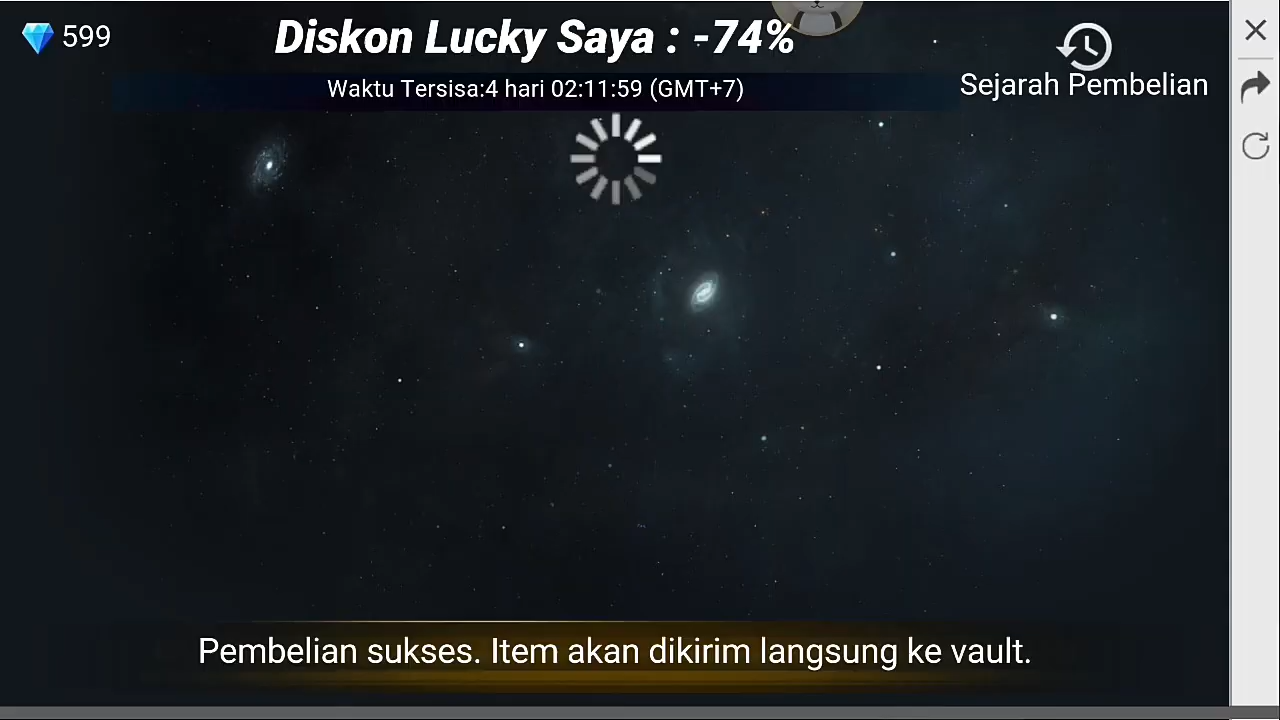 599
Diskon Lucky Saya : -74%
Waktu Tersisa:4 hari 02:11:59 (GMT+7)
Sejarah Pembelian
Pembelian sukses. Item akan dikirim langsung ke vault.